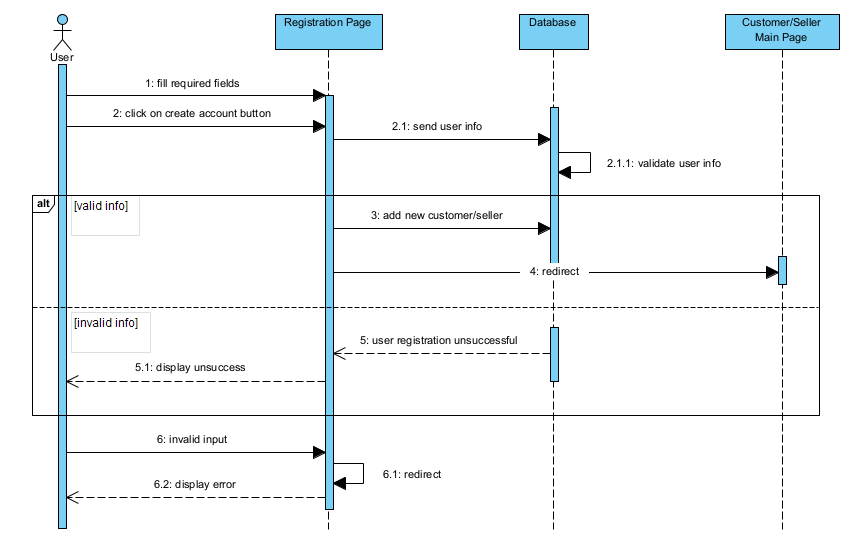 Registration Page
Database
Customer/Seller
Main Page
User
1: fill required fields
2: click on create account button
2.1: send user info
2.1.1: validate user info
alt
[valid info]
3: add new customer/seller
4: redirect
[invalid info]
5: user registration unsuccessful
5.1: display unsuccess
6: invalid input
6.1: redirect
6.2: display error